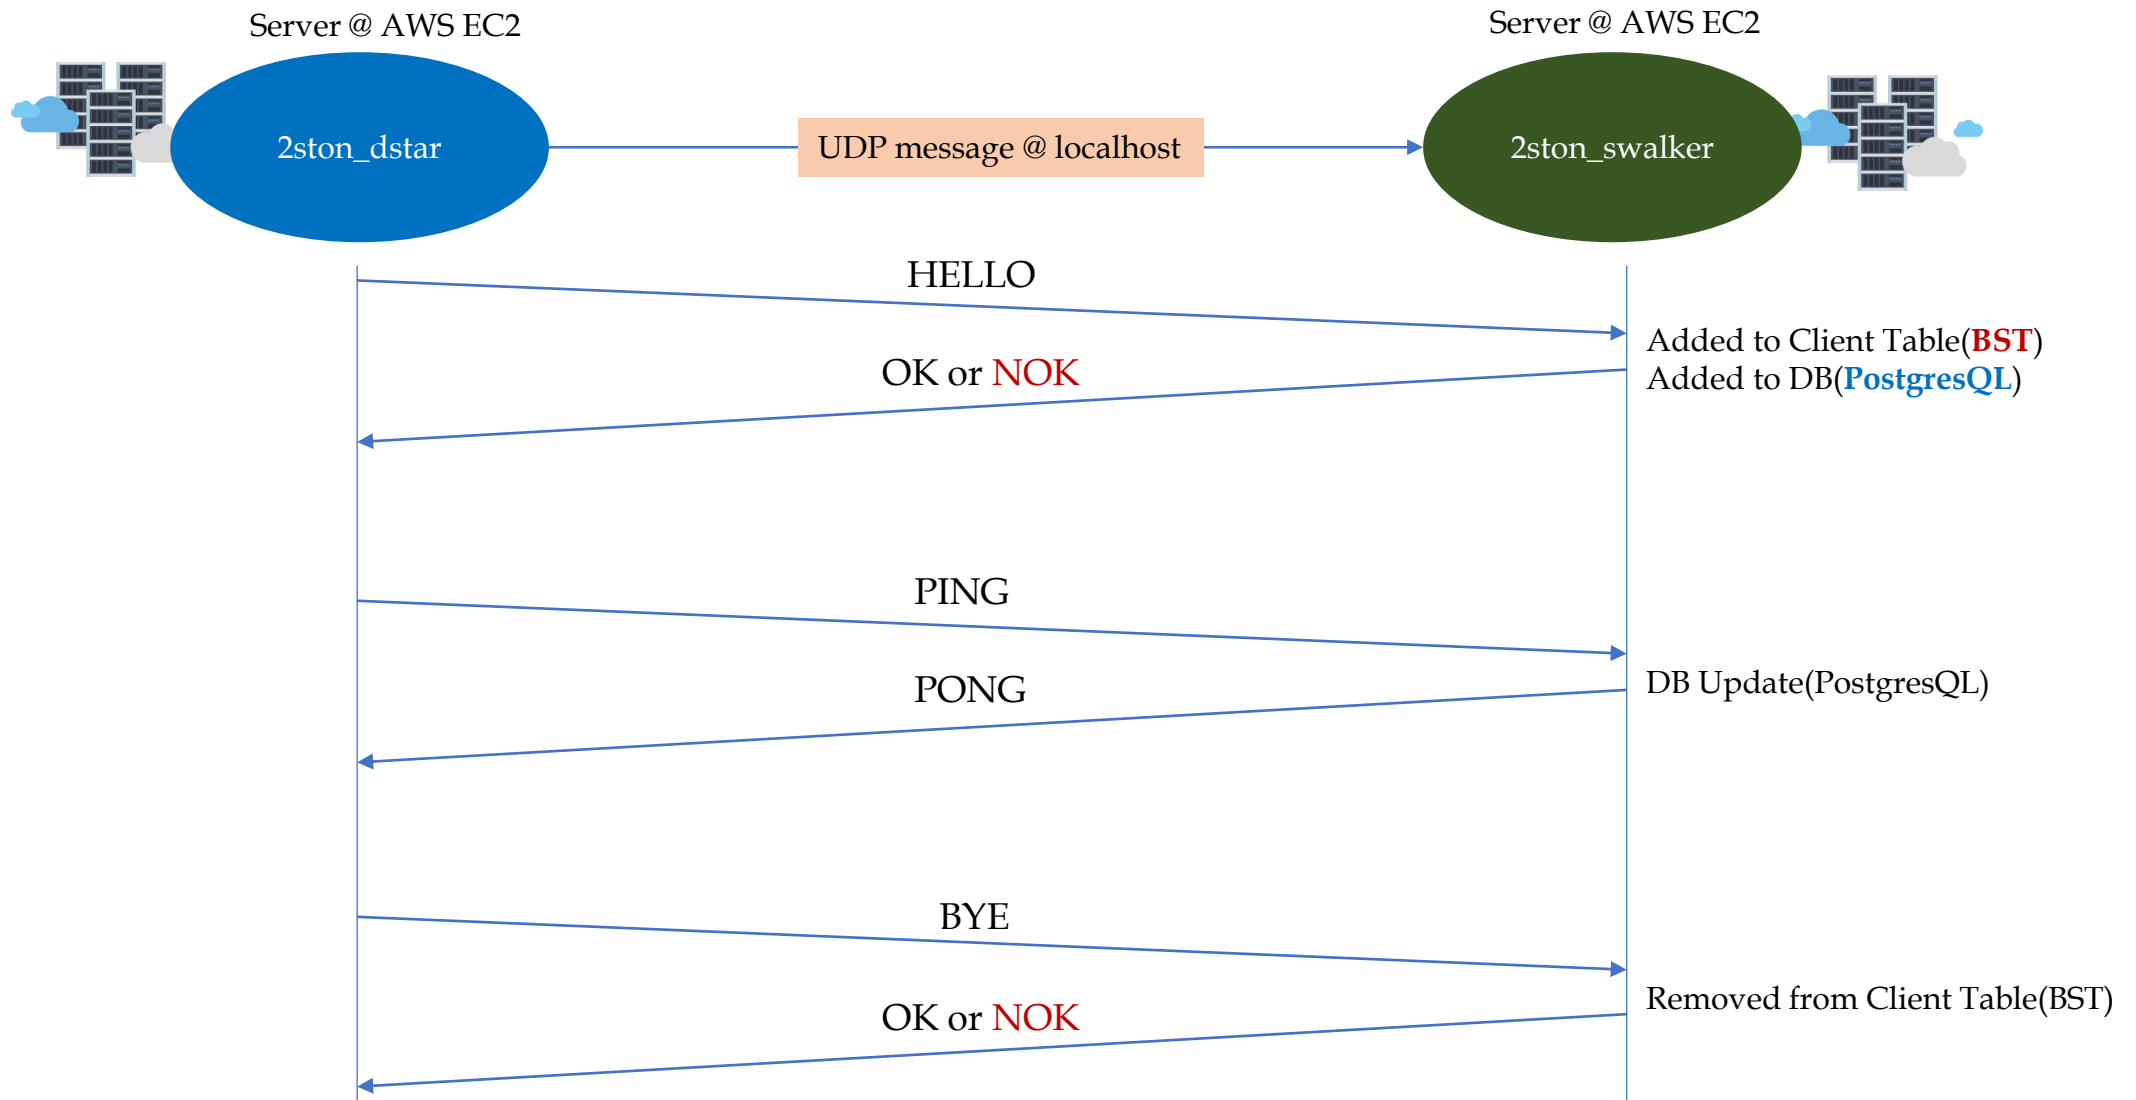 Server @ AWS EC2
Server @ AWS EC2
2ston_dstar
UDP message @ localhost
2ston_swalker
HELLO
Added to Client Table(BST)
OK or NOK
Added to DB(PostgresQL)
PING
DB Update(PostgresQL)
PONG
BYE
Removed from Client Table(BST)
OK or NOK